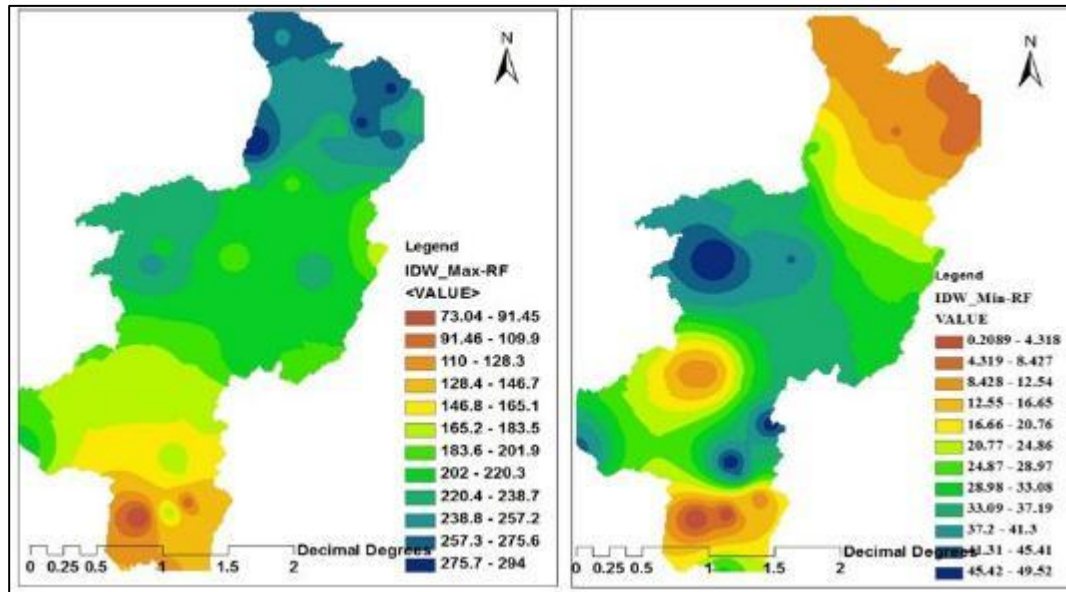 N
Legend
IDW_Max-RF
<VALUE>
73.04 - 91.45
91.46 - 109.9
110 - 128.3
128.4 - 146.7
146.8 - 165.1
165.2 - 183.5
183.6 - 201.9
202 - 220.3
220.4 - 238.7
238.8 - 257.2
257.3 - 275.6
275.7 - 294
Decimal Degrees
0 0.25 0.5 1 1.5 2
N
Legend
IDW_Min-RF
VALUE
0.2089 - 4.318
4.319 - 8.427
8.428 - 12.54
12.55 - 16.65
16.66 - 20.76
20.77 - 24.86
24.87 - 28.97
28.98 - 33.08
33.09 - 37.19
37.2 - 41.3
41.31 - 45.41
45.42 - 49.52
Decimal Degrees
0 0.25 0.5 1 1.5 2